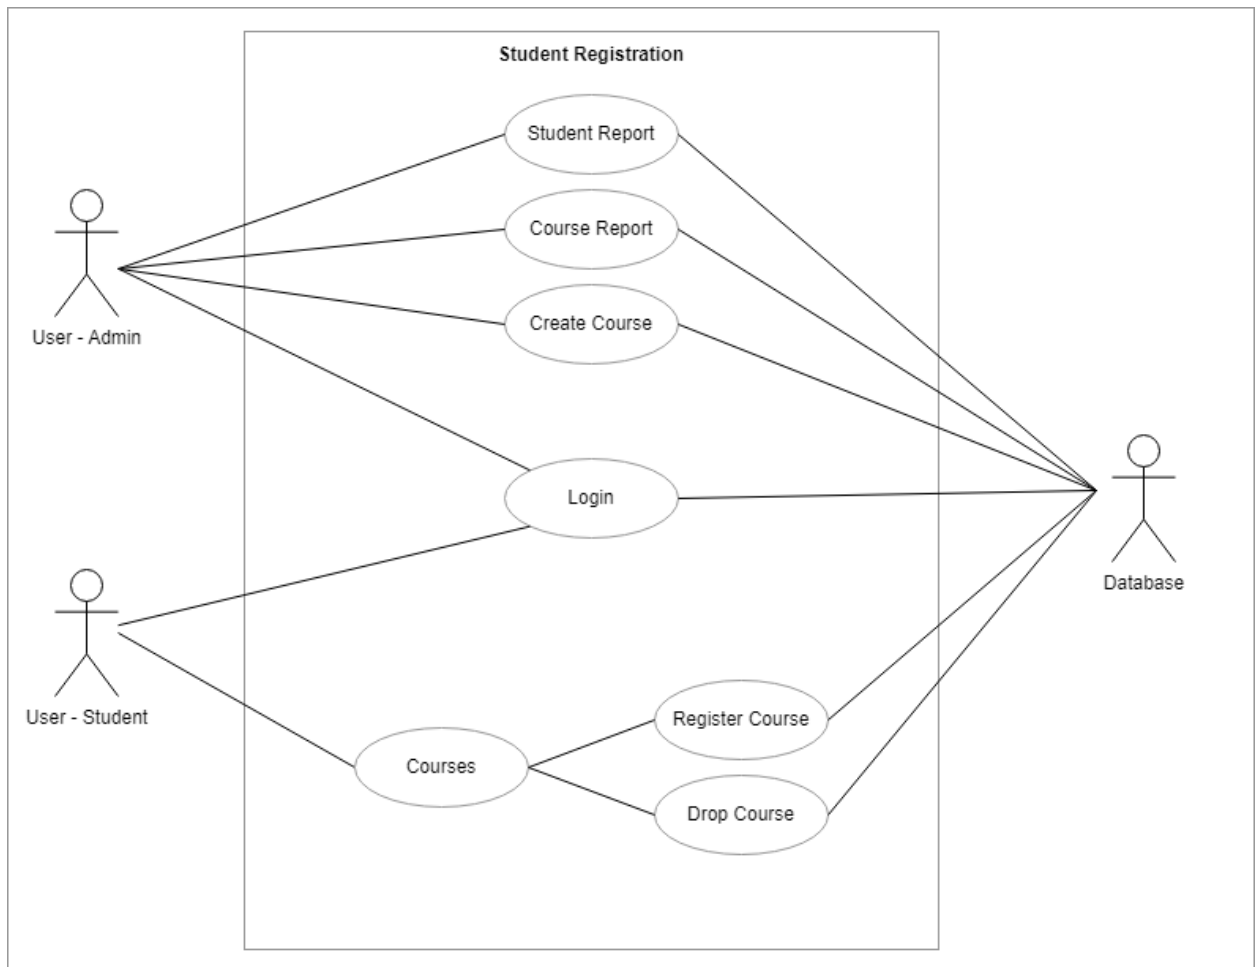 Student Registration
Student Report
Course Report
Create Course
User - Admin
Login
Database
User - Student
Register Course
Courses
Drop Course